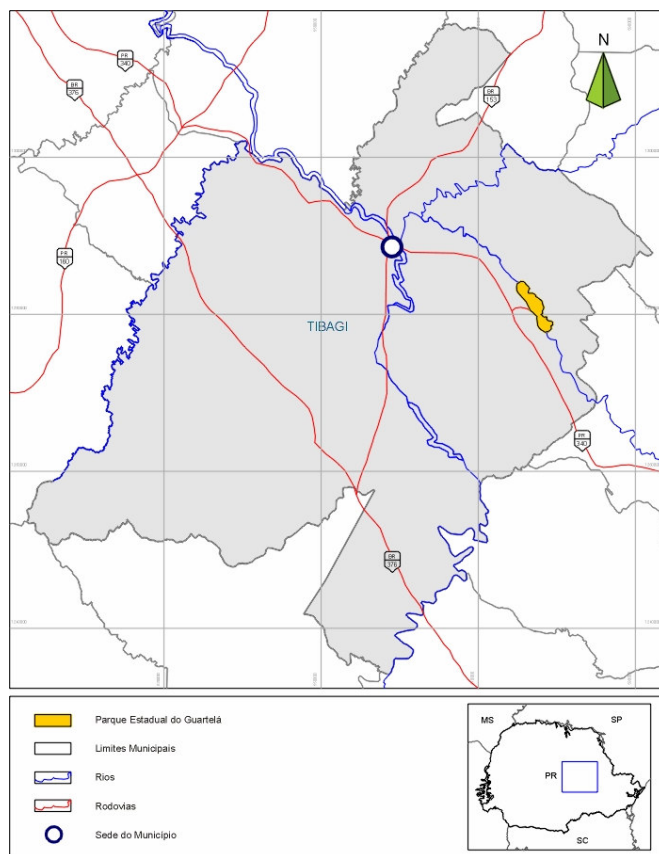 N
PR
340
BR
376
BR
153
PR
160
TIBAGI
PR
340
BR
376
Parque Estadual do Guartelá
Limites Municipais
Rios
Rodovias
Sede do Município
MS
SP
PR
SC